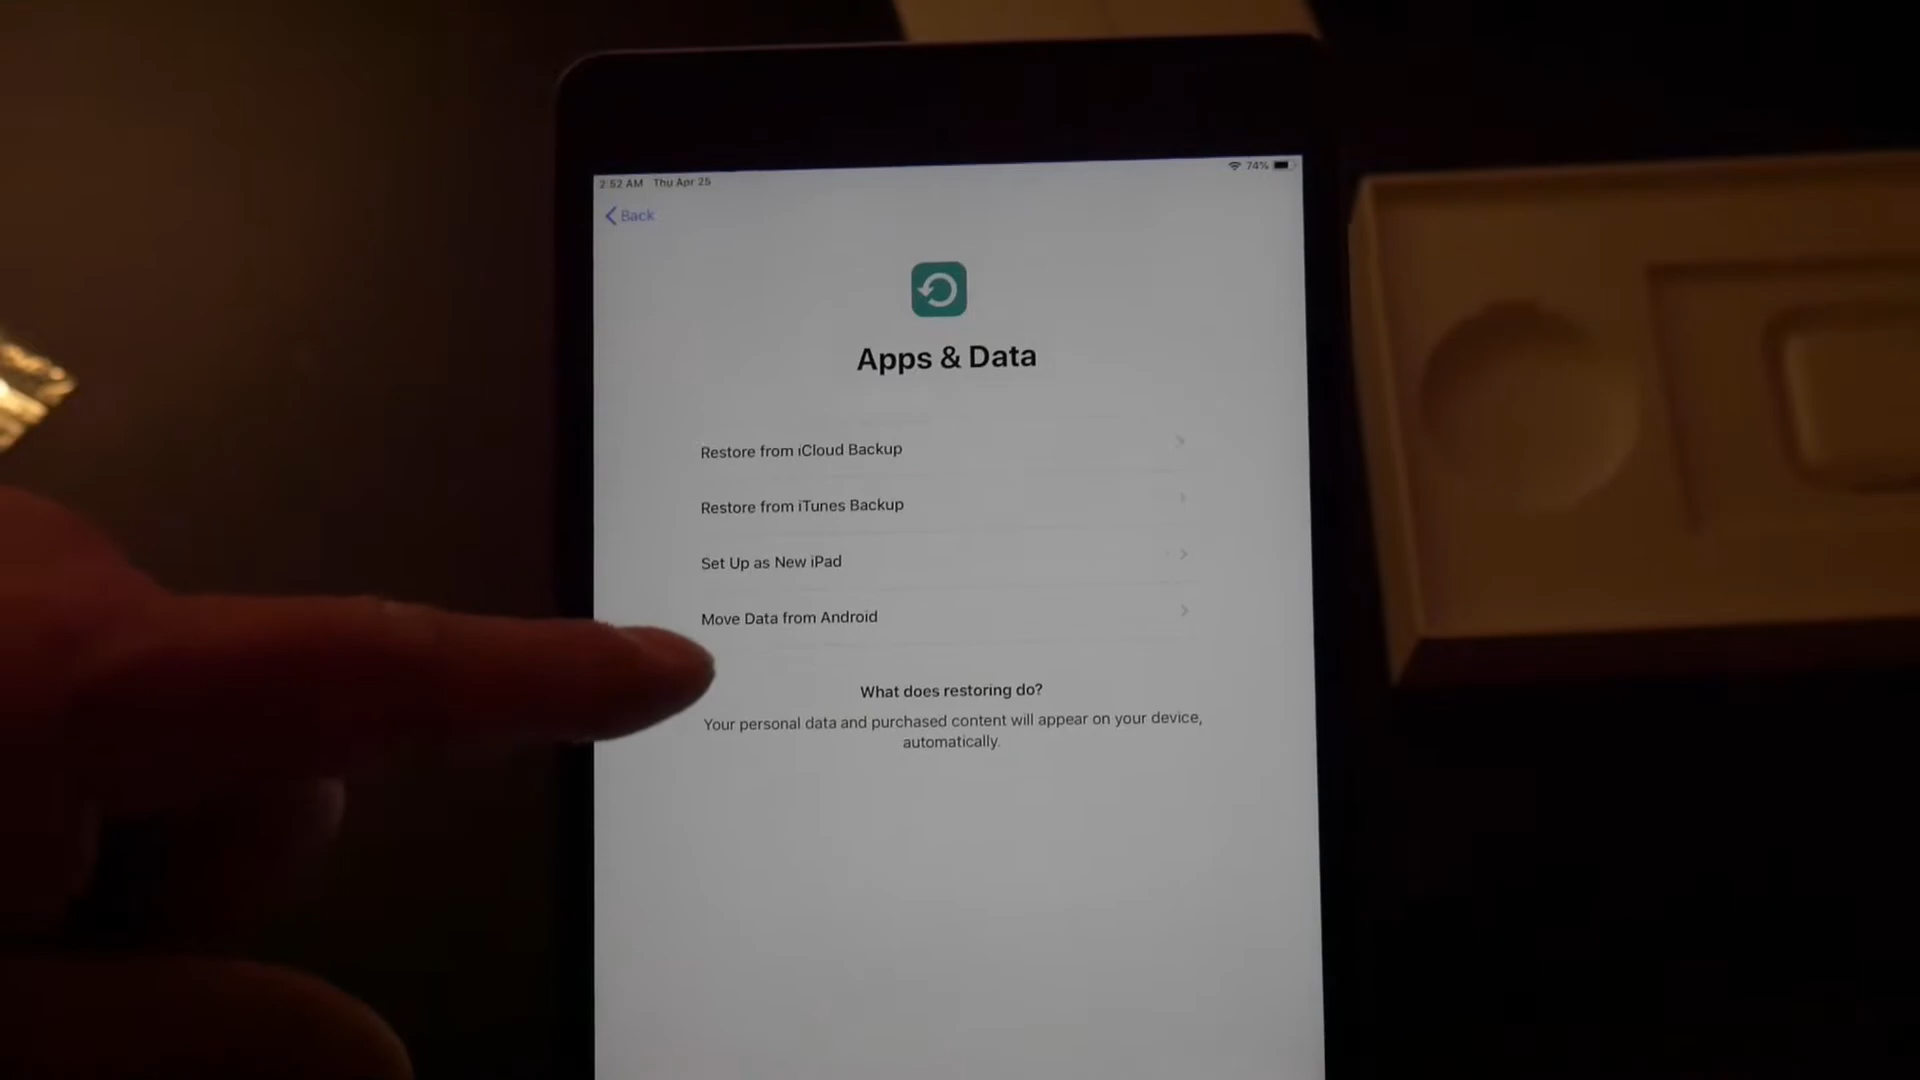 2:52 AM Thu Apr 25 74%
Back
Apps & Data
Restore from iCloud Backup
Restore from iTunes Backup
Set Up as New iPad
Move Data from Android
What does restoring do?
Your personal data and purchased content will appear on your device,
automatically.